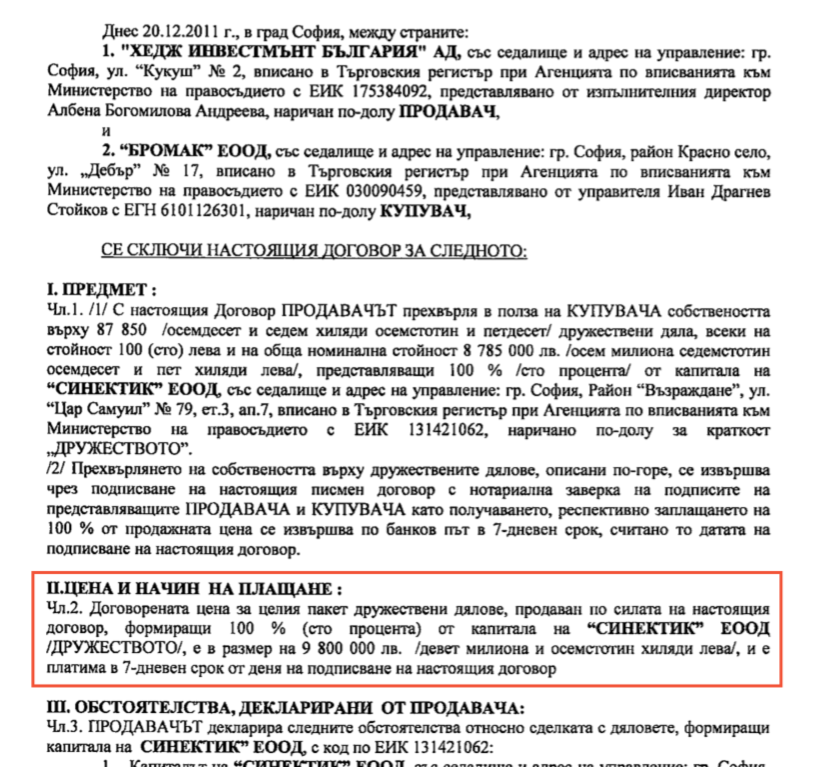 Днес 20.12.2011 г., в град София, между страните:
1. "ХЕДЖ ИНВЕСТМЪНТ БЪЛГАРИЯ" АД, със седалище и адрес на управление: гр.
София, ул. “Кукуш” № 2, вписано в Търговския регистър при Агенцията по вписванията към
Министерство на правосъдието с ЕИК 175384092, представлявано от изпълнителния директор
Албена Богомилова Андреева, наричан по-долу ПРОДАВАЧ,
и
2. “БРОМАК” ЕООД, със седалище и адрес на управление: гр. София, район Красно село,
ул. „Дебър” № 17, вписано в Търговския регистър при Агенцията по вписванията към
Министерство на правосъдието с ЕИК 030090459, представлявано от управителя Иван Драгнев
Стойков с ЕГН 6101126301, наричан по-долу КУПУВАЧ,
СЕ СКЛЮЧИ НАСТОЯЩИЯ ДОГОВОР ЗА СЛЕДНОТО:
I. ПРЕДМЕТ :
Чл.1. /1/ С настоящия Договор ПРОДАВАЧЪТ прехвърля в полза на КУПУВАЧА собствеността
върху 87 850 /осемдесет и седем хиляди осемстотин и петдесет/ дружествени дяла, всеки на
стойност 100 (сто) лева и на обща номинална стойност 8 785 000 лв. /осем милиона седемстотин
осемдесет и пет хиляди лева/, представляващи 100 % /сто процента/ от капитала на
“СИНЕКТИК” ЕООД, със седалище и адрес на управление: гр. София, Район “Възраждане”, ул.
“Цар Самуил” № 79, ет.3, ап.7, вписано в Търговския регистър при Агенцията по вписванията към
Министерство на правосъдието с ЕИК 131421062, наричано по-долу за краткост
„ДРУЖЕСТВОТО”.
/2/ Прехвърлянето на собствеността върху дружествените дялове, описани по-горе, се извършва
чрез подписване на настоящия писмен договор с нотариална заверка на подписите на
представляващите ПРОДАВАЧА и КУПУВАЧА като получаването, респективно заплащането на
100 % от продажната цена се извършва по банков път в 7-дневен срок, считано то датата на
подписване на настоящия договор.
II.ЦЕНА И НАЧИН НА ПЛАЩАНЕ :
Чл.2. Договорената цена за целия пакет дружествени дялове, продаван по силата на настоящия
договор, формиращи 100 % (сто процента) от капитала на “СИНЕКТИК” ЕООД
/ДРУЖЕСТВОТО/, е в размер на 9 800 000 лв. /девет милиона и осемстотин хиляди лева/, и е
платима в 7-дневен срок от деня на подписване на настоящия договор
III. ОБСТОЯТЕЛСТВА, ДЕКЛАРИРАНИ ОТ ПРОДАВАЧА:
Чл.3. ПРОДАВАЧЪТ декларира следните обстоятелства относно сделката с дяловете, формиращи
капитала на СИНЕКТИК” ЕООД, с код по ЕИК 131421062:
1. Капиталът на “СИНЕКТИК” ЕООД, със седалище и адрес на управление: гр. София,